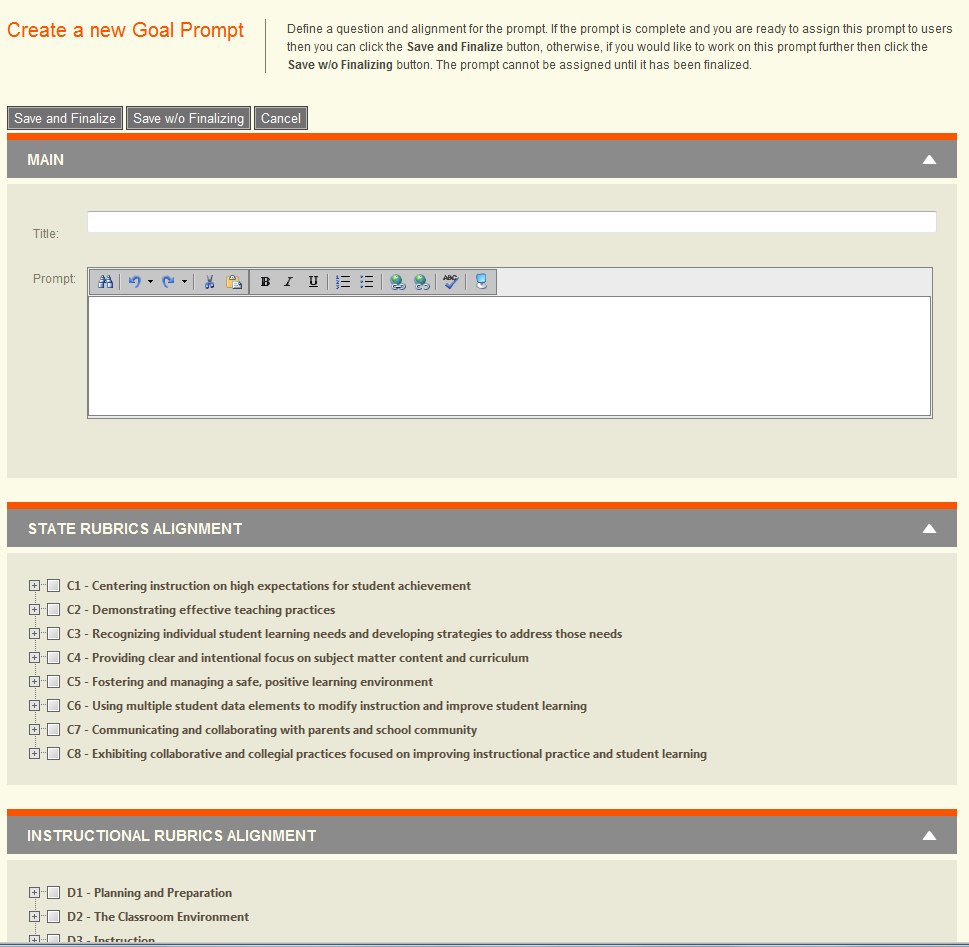 Create a new Goal Prompt
Define a question and alignment for the prompt. If the prompt is complete and you are ready to assign this prompt to users
then you can click the Save and Finalize button, otherwise, if you would like to work on this prompt further then click the
Save w/o Finalizing button. The prompt cannot be assigned until it has been finalized.
Save and Finalize Save w/o Finalizing Cancel
MAIN
Title:
Prompt:
B I U
ABC
STATE RUBRICS ALIGNMENT
C1 - Centering instruction on high expectations for student achievement
C2 - Demonstrating effective teaching practices
C3 - Recognizing individual student learning needs and developing strategies to address those needs
C4 - Providing clear and intentional focus on subject matter content and curriculum
C5 - Fostering and managing a safe, positive learning environment
C6 - Using multiple student data elements to modify instruction and improve student learning
C7 - Communicating and collaborating with parents and school community
C8 - Exhibiting collaborative and collegial practices focused on improving instructional practice and student learning
INSTRUCTIONAL RUBRICS ALIGNMENT
D1 - Planning and Preparation
D2 - The Classroom Environment
D3 - Instruction